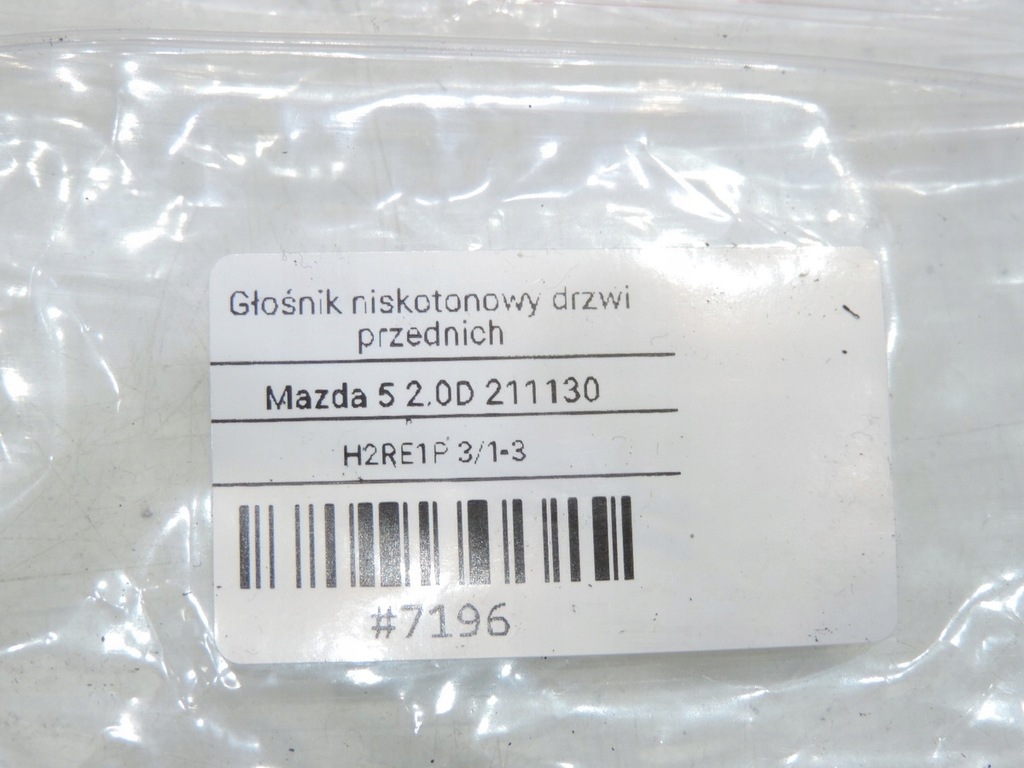 Głośnik niskotonowy drzwi
przednich
Mazda 5 2.0D 211130
H2RE1P 3/1-3
#7196